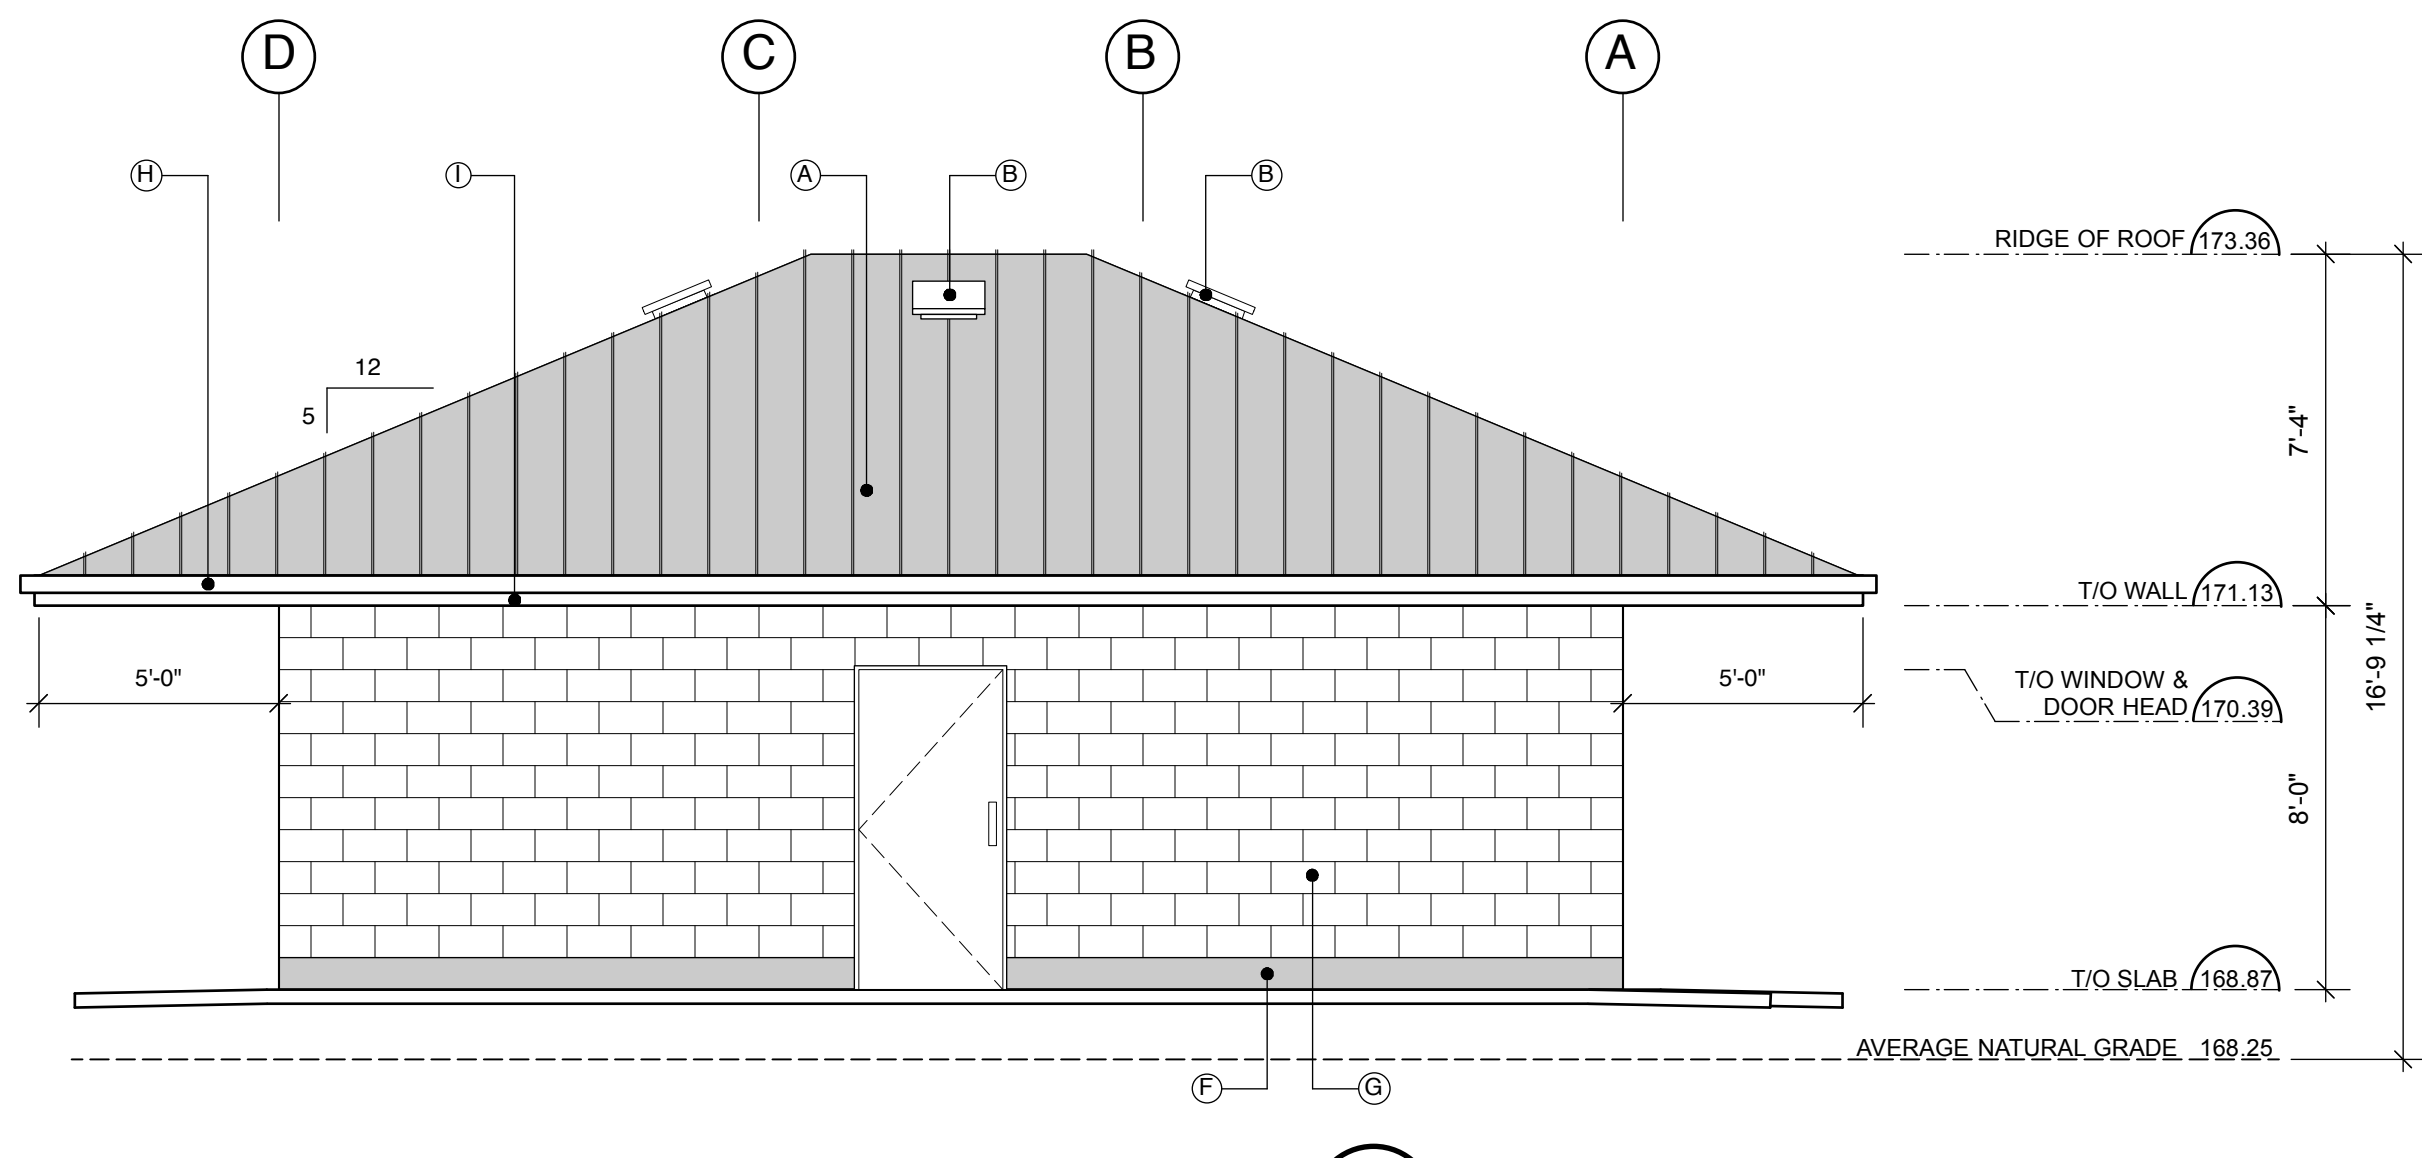 D
C
B
A
H
I
A
B
B
RIDGE OF ROOF 173.36
12
5
7'-4"
T/O WALL 171.13
16'-9 1/4"
5'-0"
5'-0"
T/O WINDOW &
DOOR HEAD 170.39
8'-0"
T/O SLAB 168.87
AVERAGE NATURAL GRADE 168.25
F
G